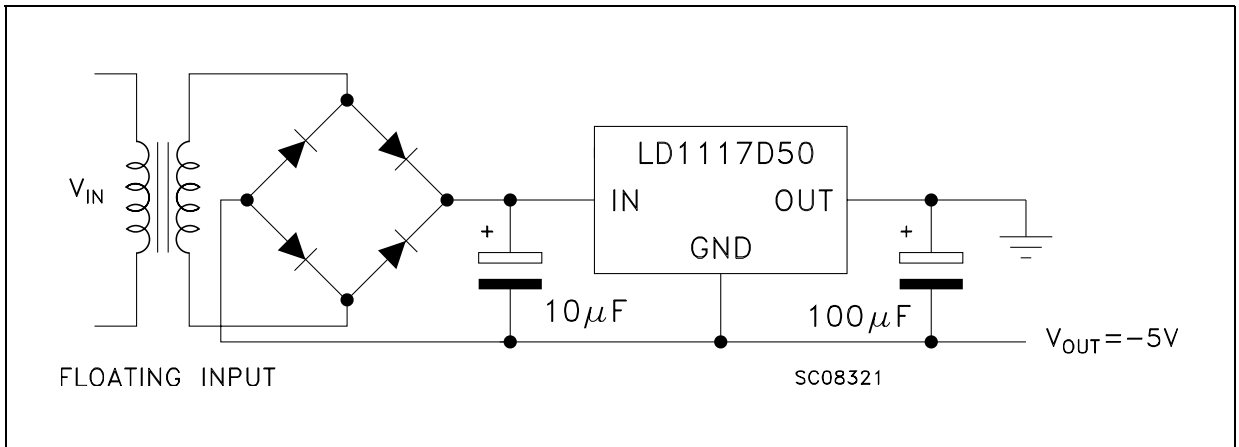 LD1117D50
V_IN
IN
OUT
+
+
GND
10μF
100μF
V_OUT=-5V
FLOATING INPUT
SC08321